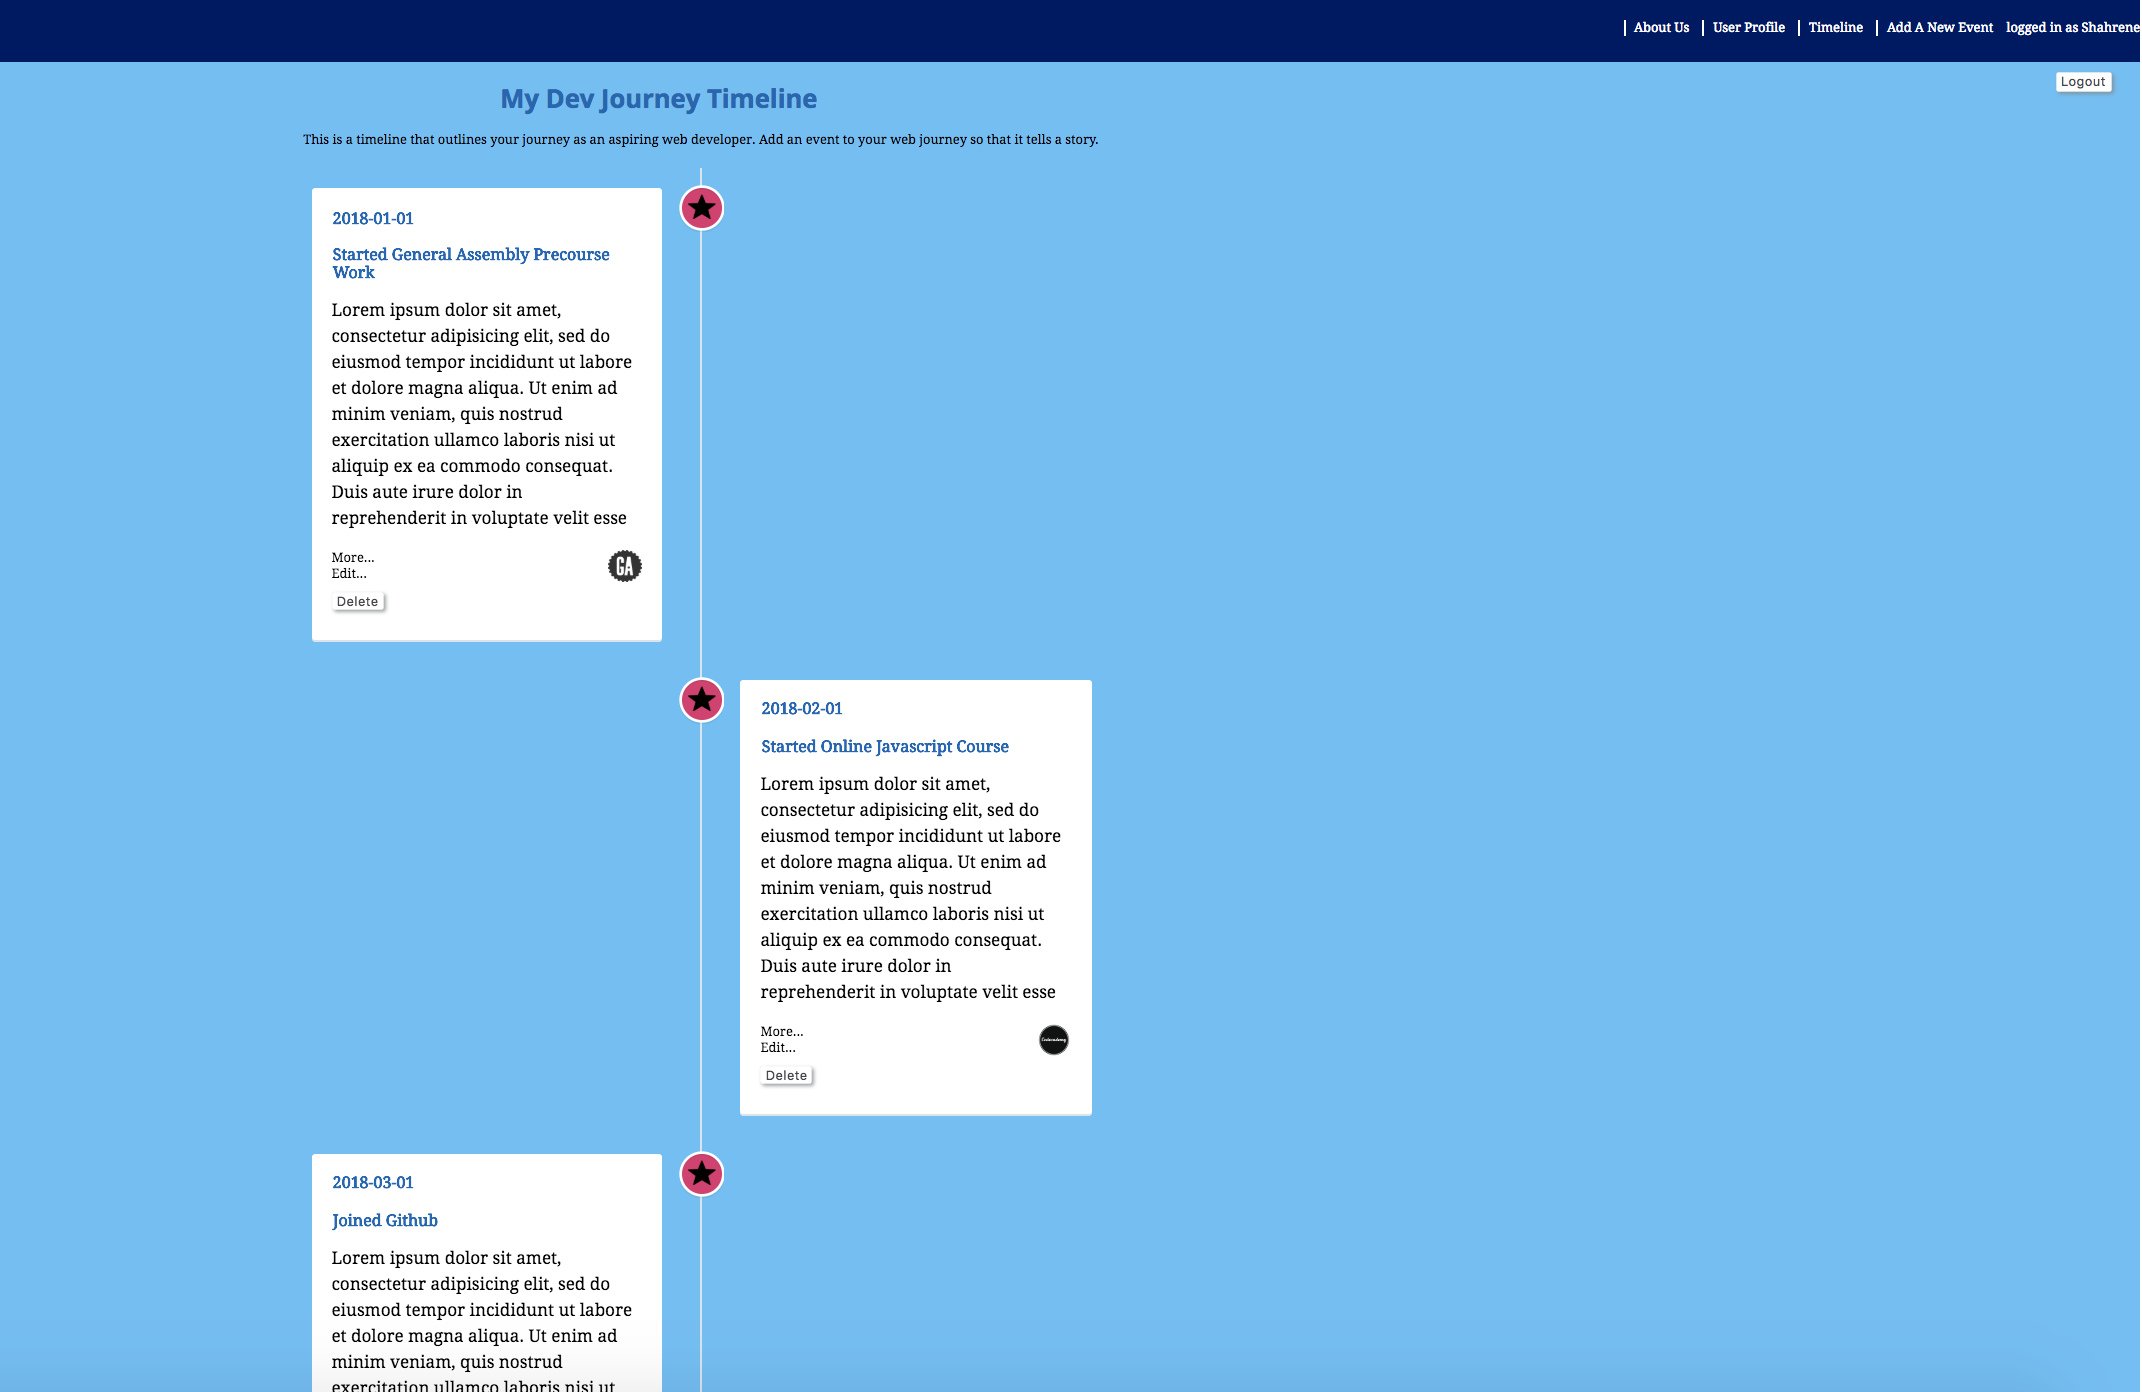 About Us User Profile Timeline Add A New Event logged in as Shahrene
Logout
My Dev Journey Timeline
This is a timeline that outlines your journey as an aspiring web developer. Add an event to your web journey so that it tells a story.
2018-01-01
Started General Assembly Precourse
Work
Lorem ipsum dolor sit amet,
consectetur adipisicing elit, sed do
eiusmod tempor incididunt ut labore
et dolore magna aliqua. Ut enim ad
minim veniam, quis nostrud
exercitation ullamco laboris nisi ut
aliquip ex ea commodo consequat.
Duis aute irure dolor in
reprehenderit in voluptate velit esse
More...
Edit...
GA
Delete
2018-02-01
Started Online Javascript Course
Lorem ipsum dolor sit amet,
consectetur adipisicing elit, sed do
eiusmod tempor incididunt ut labore
et dolore magna aliqua. Ut enim ad
minim veniam, quis nostrud
exercitation ullamco laboris nisi ut
aliquip ex ea commodo consequat.
Duis aute irure dolor in
reprehenderit in voluptate velit esse
More...
Edit...
Codecademy
Delete
2018-03-01
Joined Github
Lorem ipsum dolor sit amet,
consectetur adipisicing elit, sed do
eiusmod tempor incididunt ut labore
et dolore magna aliqua. Ut enim ad
minim veniam, quis nostrud
exercitation ullamco laboris nisi ut